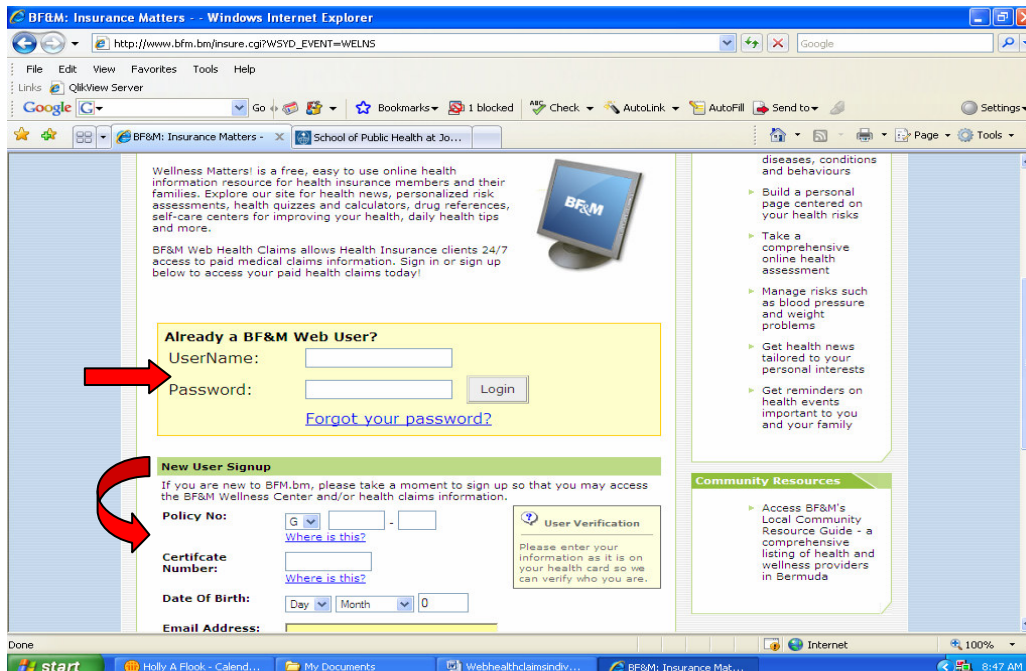 BF&M: Insurance Matters - - Windows Internet Explorer
http://www.bfm.bm/insure.cgi?WSYD_EVENT=WELNS
Google
File Edit View Favorites Tools Help
Links QlikView Server
Google G Go Bookmarks 1 blocked Check AutoLink AutoFill Send to Settings
BF&M: Insurance Matters - School of Public Health at Jo... Page Tools
Wellness Matters! is a free, easy to use online health
information resource for health insurance members and their
families. Explore our site for health news, personalized risk
assessments, health quizzes and calculators, drug references,
self-care centers for improving your health, daily health tips
and more.
BF&M Web Health Claims allows Health Insurance clients 24/7
access to paid medical claims information. Sign in or sign up
below to access your paid health claims today!
BF&M
Already a BF&M Web User?
UserName:
Password:
Login
Forgot your password?
New User Signup
If you are new to BFM.bm, please take a moment to sign up so that you may access
the BF&M Wellness Center and/or health claims information.
Policy No:
G -
Where is this?
Certifcate
Number:
Where is this?
Date Of Birth:
Day Month 0
Email Address:
User Verification
Please enter your
information as it is on
your health card so we
can verify who you are.
diseases, conditions
and behaviours
Build a personal
page centered on
your health risks
Take a
comprehensive
online health
assessment
Manage risks such
as blood pressure
and weight
problems
Get health news
tailored to your
personal interests
Get reminders on
health events
important to you
and your family
Community Resources
Access BF&M's
Local Community
Resource Guide - a
comprehensive
listing of health and
wellness providers
in Bermuda
Done Internet 100%
start Holly A Flook - Calend... My Documents Webhealthclaimsindiv... BF&M: Insurance Mat... 8:47 AM